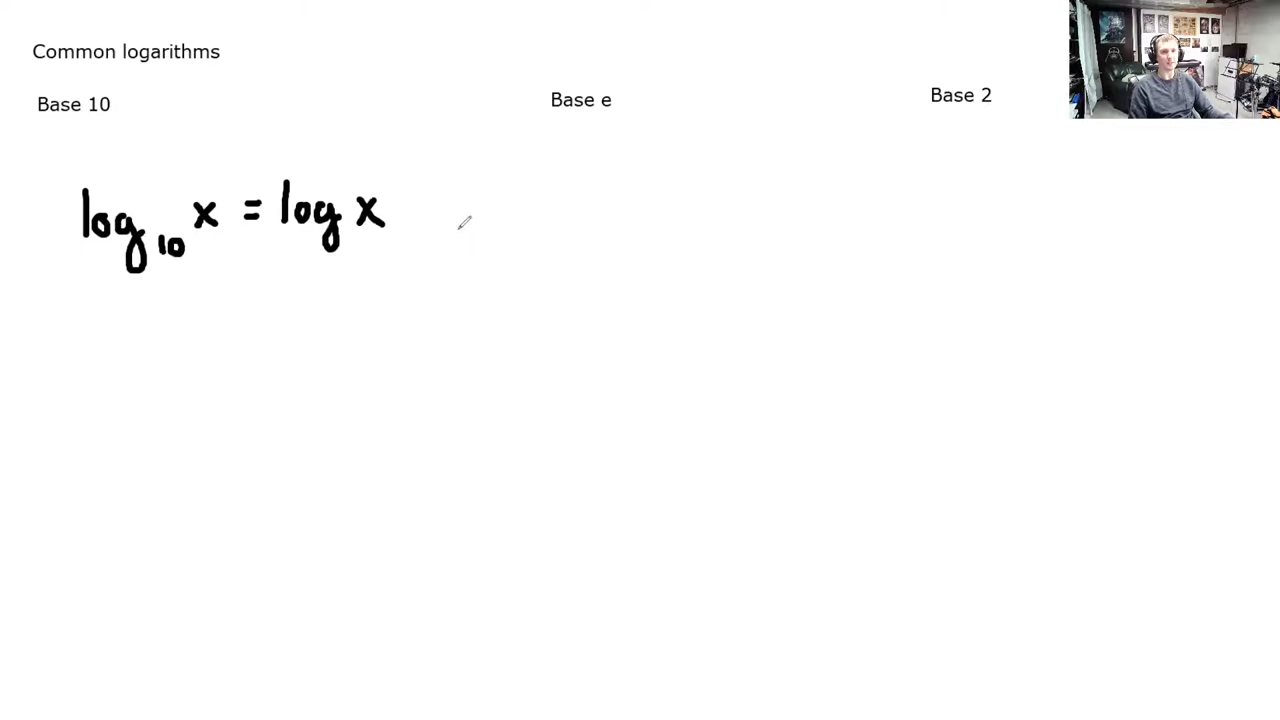 Common logarithms
Base 10
Base e
Base 2
log₁₀ x = log x